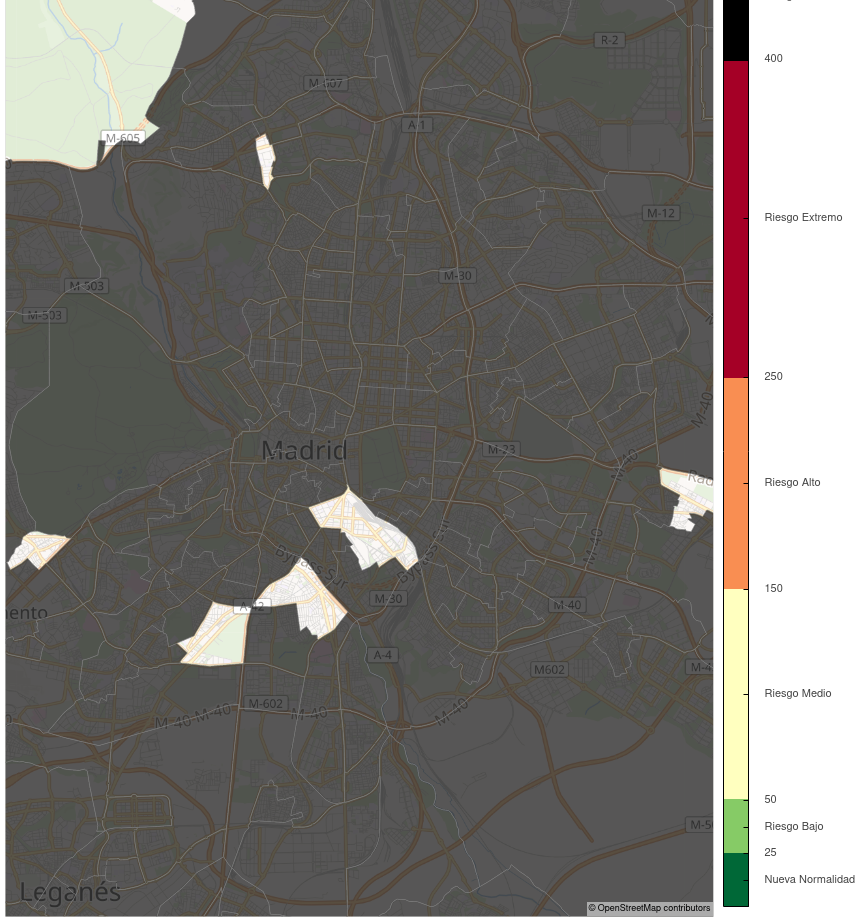 R-2
M-607
400
A-1
M-605
M-12
Riesgo Extremo
M-30
M-503
M-503
250
M-40
Madrid
M-23
M-40
Riesgo Alto
M-40
Bypass Sur
Bypass Sur
150
M-30
A-42
M-40
A-4
M602
Riesgo Medio
M-602
M-40
M-40
M-40
M-40
50
Riesgo Bajo
25
Nueva Normalidad
Leganés
© OpenStreetMap contributors